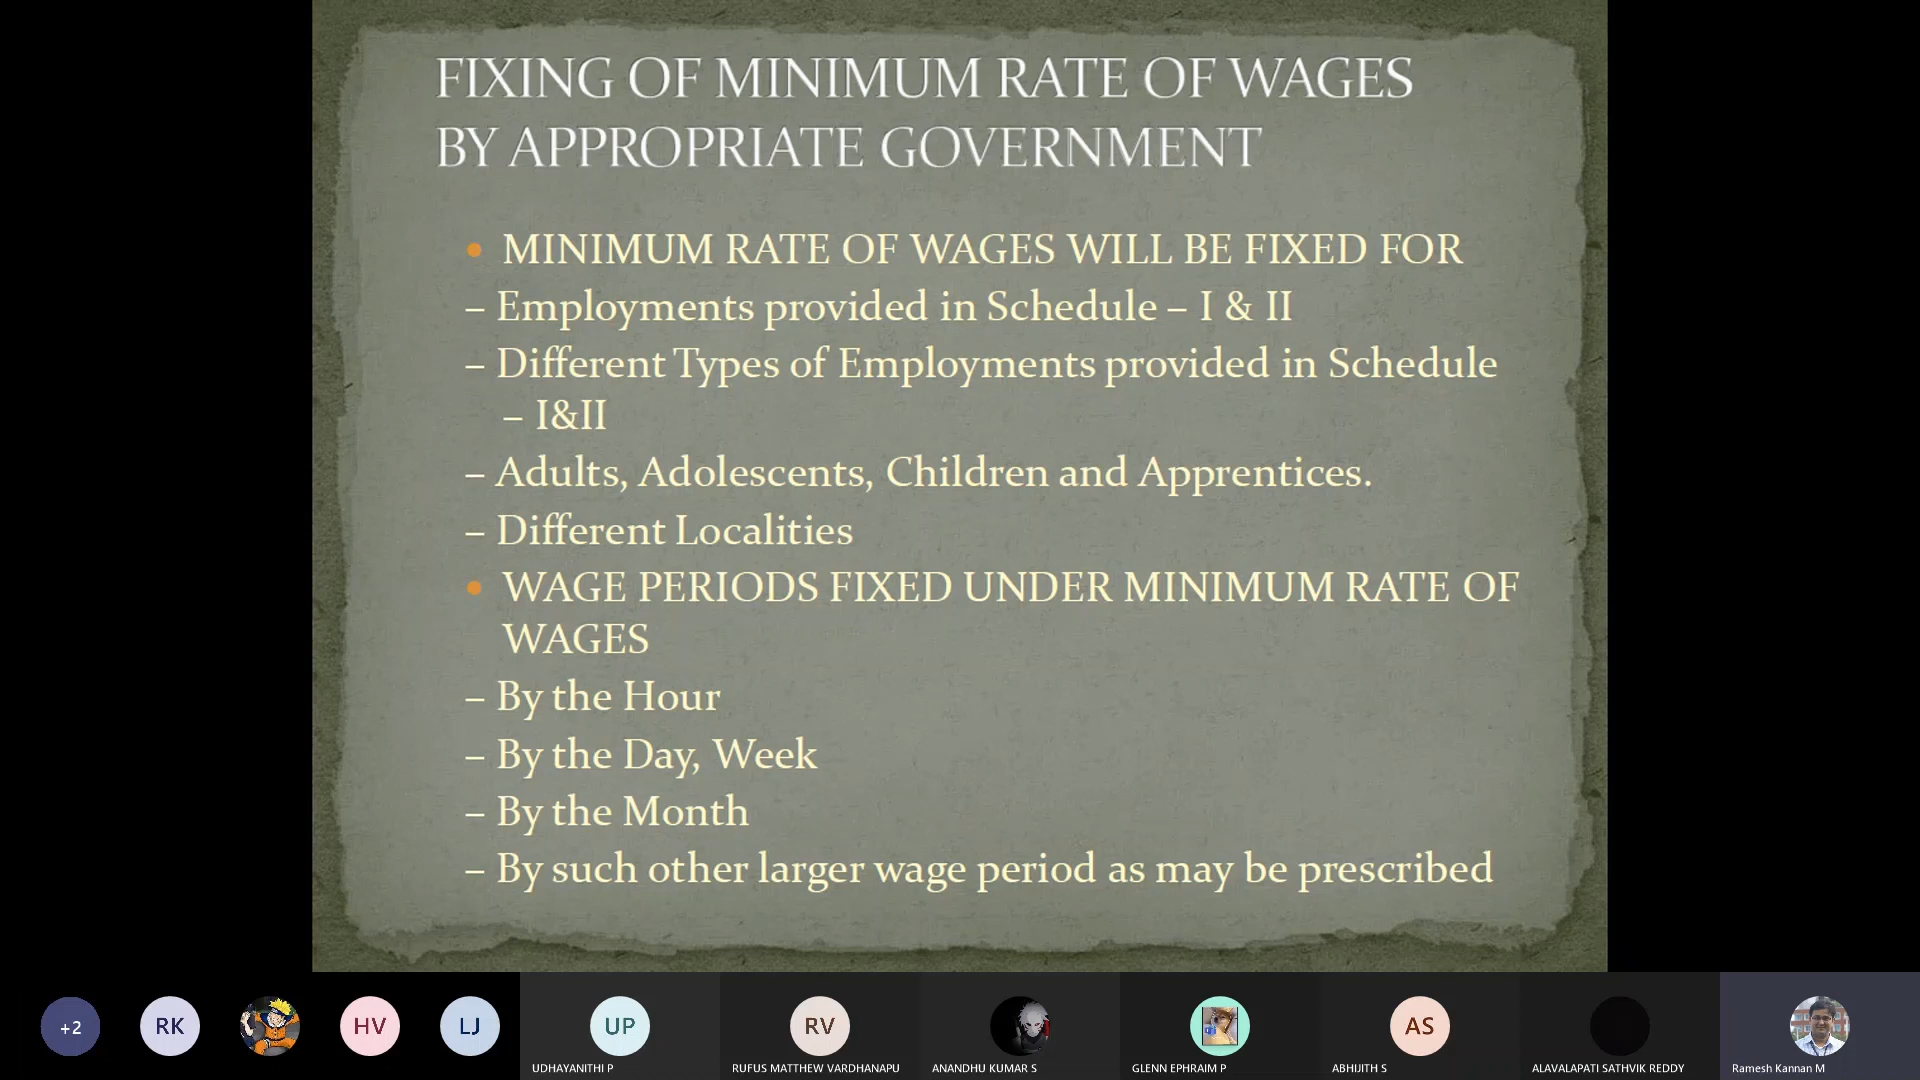 FIXING OF MINIMUM RATE OF WAGES
BY APPROPRIATE GOVERNMENT
• MINIMUM RATE OF WAGES WILL BE FIXED FOR
– Employments provided in Schedule – I & II
– Different Types of Employments provided in Schedule
– I&II
– Adults, Adolescents, Children and Apprentices.
– Different Localities
• WAGE PERIODS FIXED UNDER MINIMUM RATE OF
WAGES
– By the Hour
– By the Day, Week
– By the Month
– By such other larger wage period as may be prescribed
+2
RK
HV
LJ
UP
RV
AS
UDHAYANITHI P
RUFUS MATTHEW VARDHANAPU
ANANDHU KUMAR S
GLENN EPHRAIM P
ABHIJITH S
ALAVALAPATI SATHVIK REDDY
Ramesh Kannan M